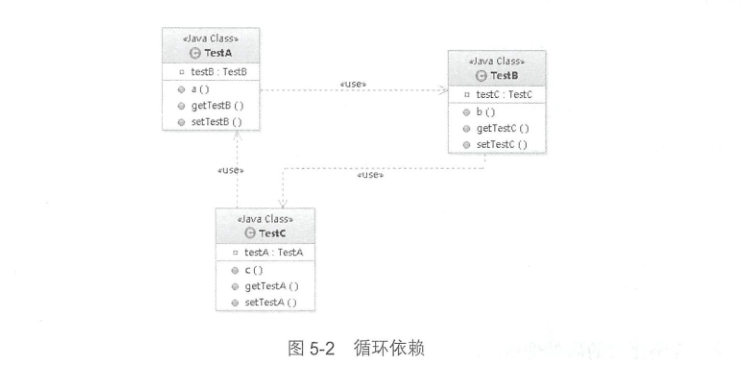 «Java Class»
TestA
testB : TestB
a ( )
getTestB ( )
setTestB ( )
«use»
«Java Class»
TestB
testC : TestC
b ( )
getTestC ( )
setTestC ( )
«use»
«use»
«Java Class»
TestC
testA : TestA
c ( )
getTestA ( )
setTestA ( )
图 5-2 循环依赖